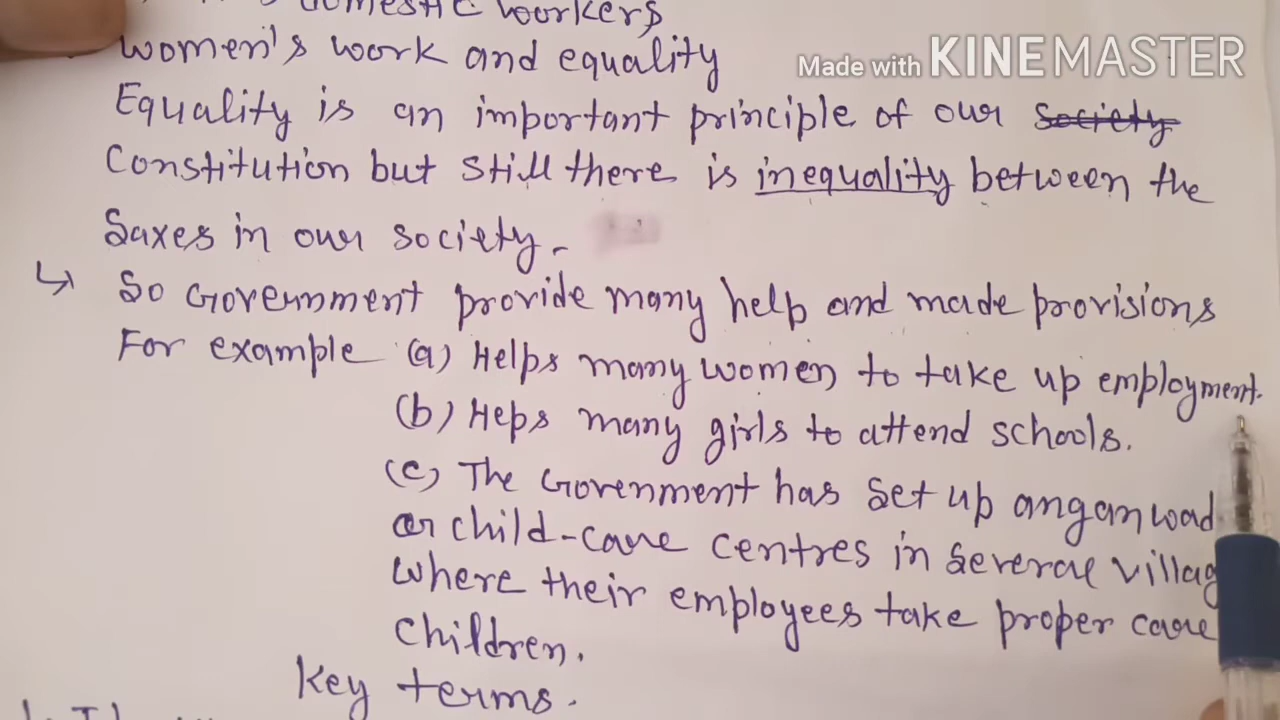 domestic workers
Made with KINEMASTER
women's work and equality
Equality is an important principle of our society
Constitution but still there is inequality between the
Saxes in our society.
↳ So Government provide many help and made provisions
For example (a) Helps many women to take up employment.
(b) Heps many girls to attend schools.
(c) The Govenment has set up anganwad
or child-care centres in several villag
where their employees take proper care
children.
Key terms.